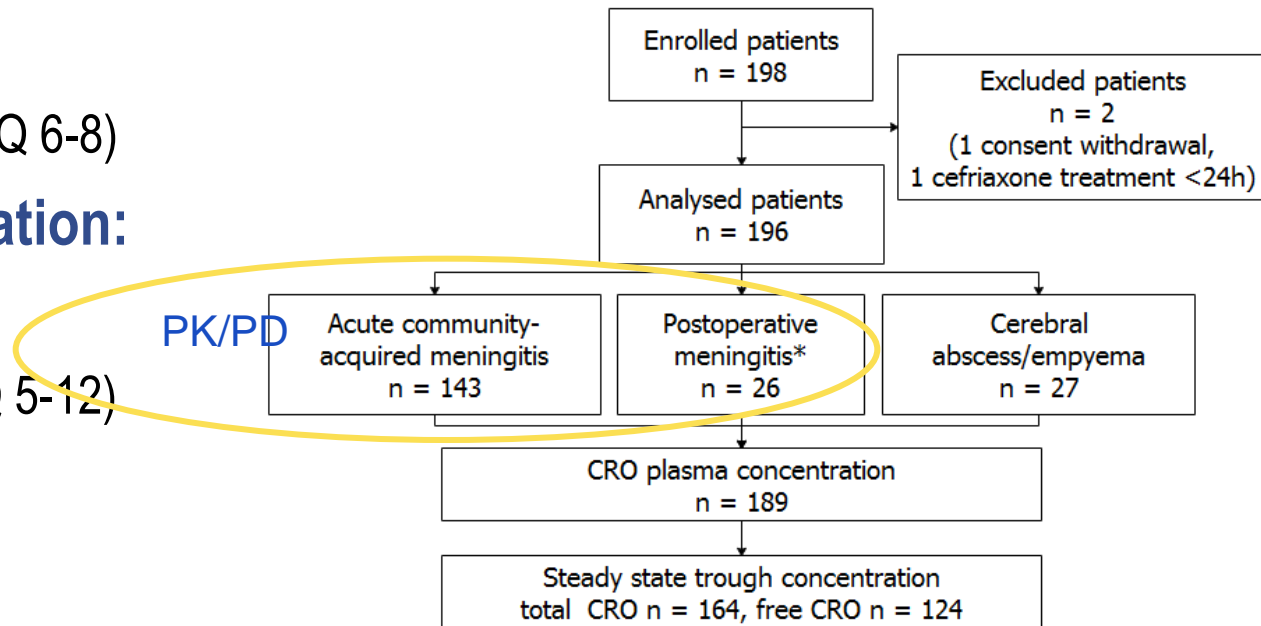 Q 6-8)
ation:
5-12)
Enrolled patients
n = 198
Excluded patients
n = 2
(1 consent withdrawal,
1 cefriaxone treatment <24h)
Analysed patients
n = 196
PK/PD
Acute community-
acquired meningitis
n = 143
Postoperative
meningitis*
n = 26
Cerebral
abscess/empyema
n = 27
CRO plasma concentration
n = 189
Steady state trough concentration
total CRO n = 164, free CRO n = 124